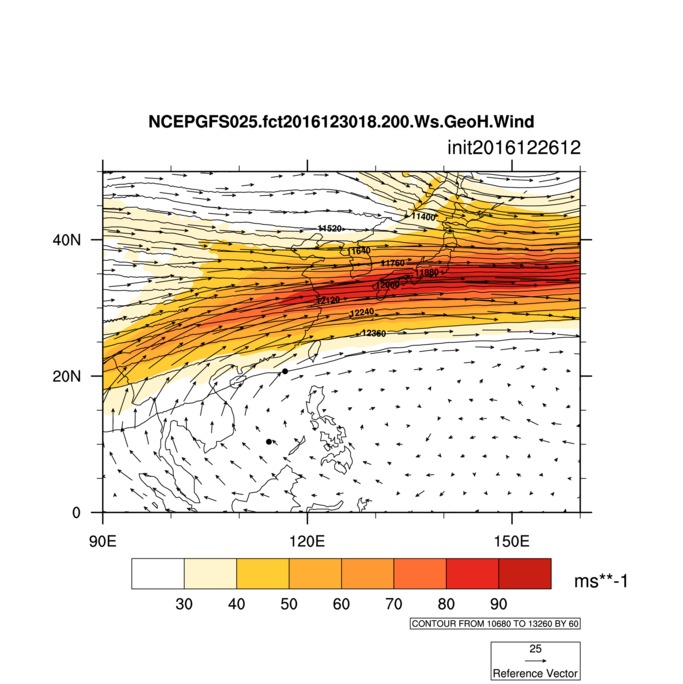 NCEPGFS025.fct2016123018.200.Ws.GeoH.Wind
init2016122612
11400
11520
40N
11640
11760
11880
12000
12120
12240
12360
20N
0
90E
120E
150E
ms**-1
30 40 50 60 70 80 90
CONTOUR FROM 10680 TO 13260 BY 60
25
Reference Vector